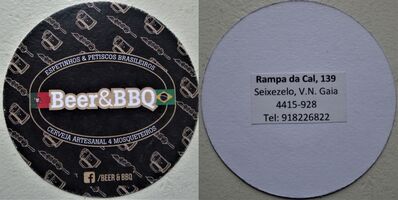 ESPETINHOS & PETISCOS BRASILEIROS
Beer&BBQ
CERVEJA ARTESANAL 4 MOSQUETEIROS
f /BEER & BBQ
Rampa da Cal, 139
Seixezelo, V.N. Gaia
4415-928
Tel: 918226822